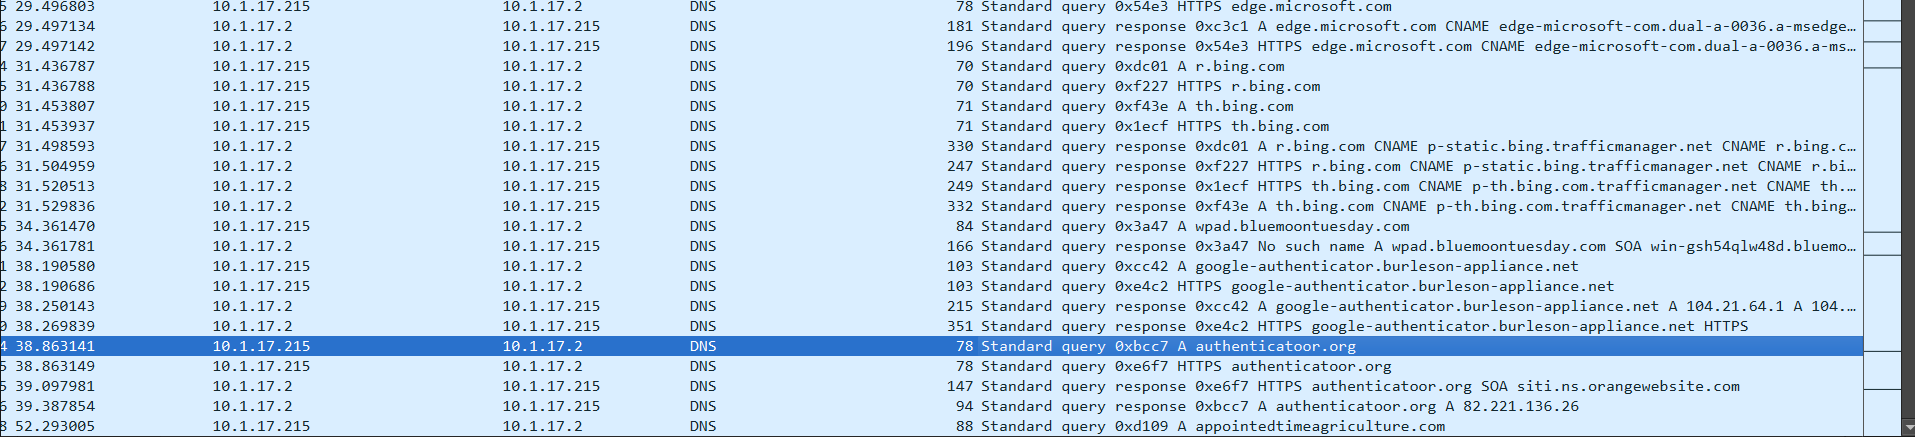 5 29.496803 10.1.17.215 10.1.17.2 DNS 78 Standard query 0x54e3 HTTPS edge.microsoft.com
6 29.497134 10.1.17.2 10.1.17.215 DNS 181 Standard query response 0xc3c1 A edge.microsoft.com CNAME edge-microsoft-com.dual-a-0036.a-msedge…
7 29.497142 10.1.17.2 10.1.17.215 DNS 196 Standard query response 0x54e3 HTTPS edge.microsoft.com CNAME edge-microsoft-com.dual-a-0036.a-ms…
4 31.436787 10.1.17.215 10.1.17.2 DNS 70 Standard query 0xdc01 A r.bing.com
5 31.436788 10.1.17.215 10.1.17.2 DNS 70 Standard query 0xf227 HTTPS r.bing.com
0 31.453807 10.1.17.215 10.1.17.2 DNS 71 Standard query 0xf43e A th.bing.com
1 31.453937 10.1.17.215 10.1.17.2 DNS 71 Standard query 0x1ecf HTTPS th.bing.com
7 31.498593 10.1.17.2 10.1.17.215 DNS 330 Standard query response 0xdc01 A r.bing.com CNAME p-static.bing.trafficmanager.net CNAME r.bing.c…
6 31.504959 10.1.17.2 10.1.17.215 DNS 247 Standard query response 0xf227 HTTPS r.bing.com CNAME p-static.bing.trafficmanager.net CNAME r.bi…
8 31.520513 10.1.17.2 10.1.17.215 DNS 249 Standard query response 0x1ecf HTTPS th.bing.com CNAME p-th.bing.com.trafficmanager.net CNAME th.…
2 31.529836 10.1.17.2 10.1.17.215 DNS 332 Standard query response 0xf43e A th.bing.com CNAME p-th.bing.com.trafficmanager.net CNAME th.bing…
5 34.361470 10.1.17.215 10.1.17.2 DNS 84 Standard query 0x3a47 A wpad.bluemoontuesday.com
6 34.361781 10.1.17.2 10.1.17.215 DNS 166 Standard query response 0x3a47 No such name A wpad.bluemoontuesday.com SOA win-gsh54qlw48d.bluemo…
1 38.190580 10.1.17.215 10.1.17.2 DNS 103 Standard query 0xcc42 A google-authenticator.burleson-appliance.net
2 38.190686 10.1.17.215 10.1.17.2 DNS 103 Standard query 0xe4c2 HTTPS google-authenticator.burleson-appliance.net
9 38.250143 10.1.17.2 10.1.17.215 DNS 215 Standard query response 0xcc42 A google-authenticator.burleson-appliance.net A 104.21.64.1 A 104.…
0 38.269839 10.1.17.2 10.1.17.215 DNS 351 Standard query response 0xe4c2 HTTPS google-authenticator.burleson-appliance.net HTTPS
4 38.863141 10.1.17.215 10.1.17.2 DNS 78 Standard query 0xbcc7 A authenticatoor.org
5 38.863149 10.1.17.215 10.1.17.2 DNS 78 Standard query 0xe6f7 HTTPS authenticatoor.org
5 39.097981 10.1.17.2 10.1.17.215 DNS 147 Standard query response 0xe6f7 HTTPS authenticatoor.org SOA siti.ns.orangewebsite.com
6 39.387854 10.1.17.2 10.1.17.215 DNS 94 Standard query response 0xbcc7 A authenticatoor.org A 82.221.136.26
8 52.293005 10.1.17.215 10.1.17.2 DNS 88 Standard query 0xd109 A appointedtimeagriculture.com